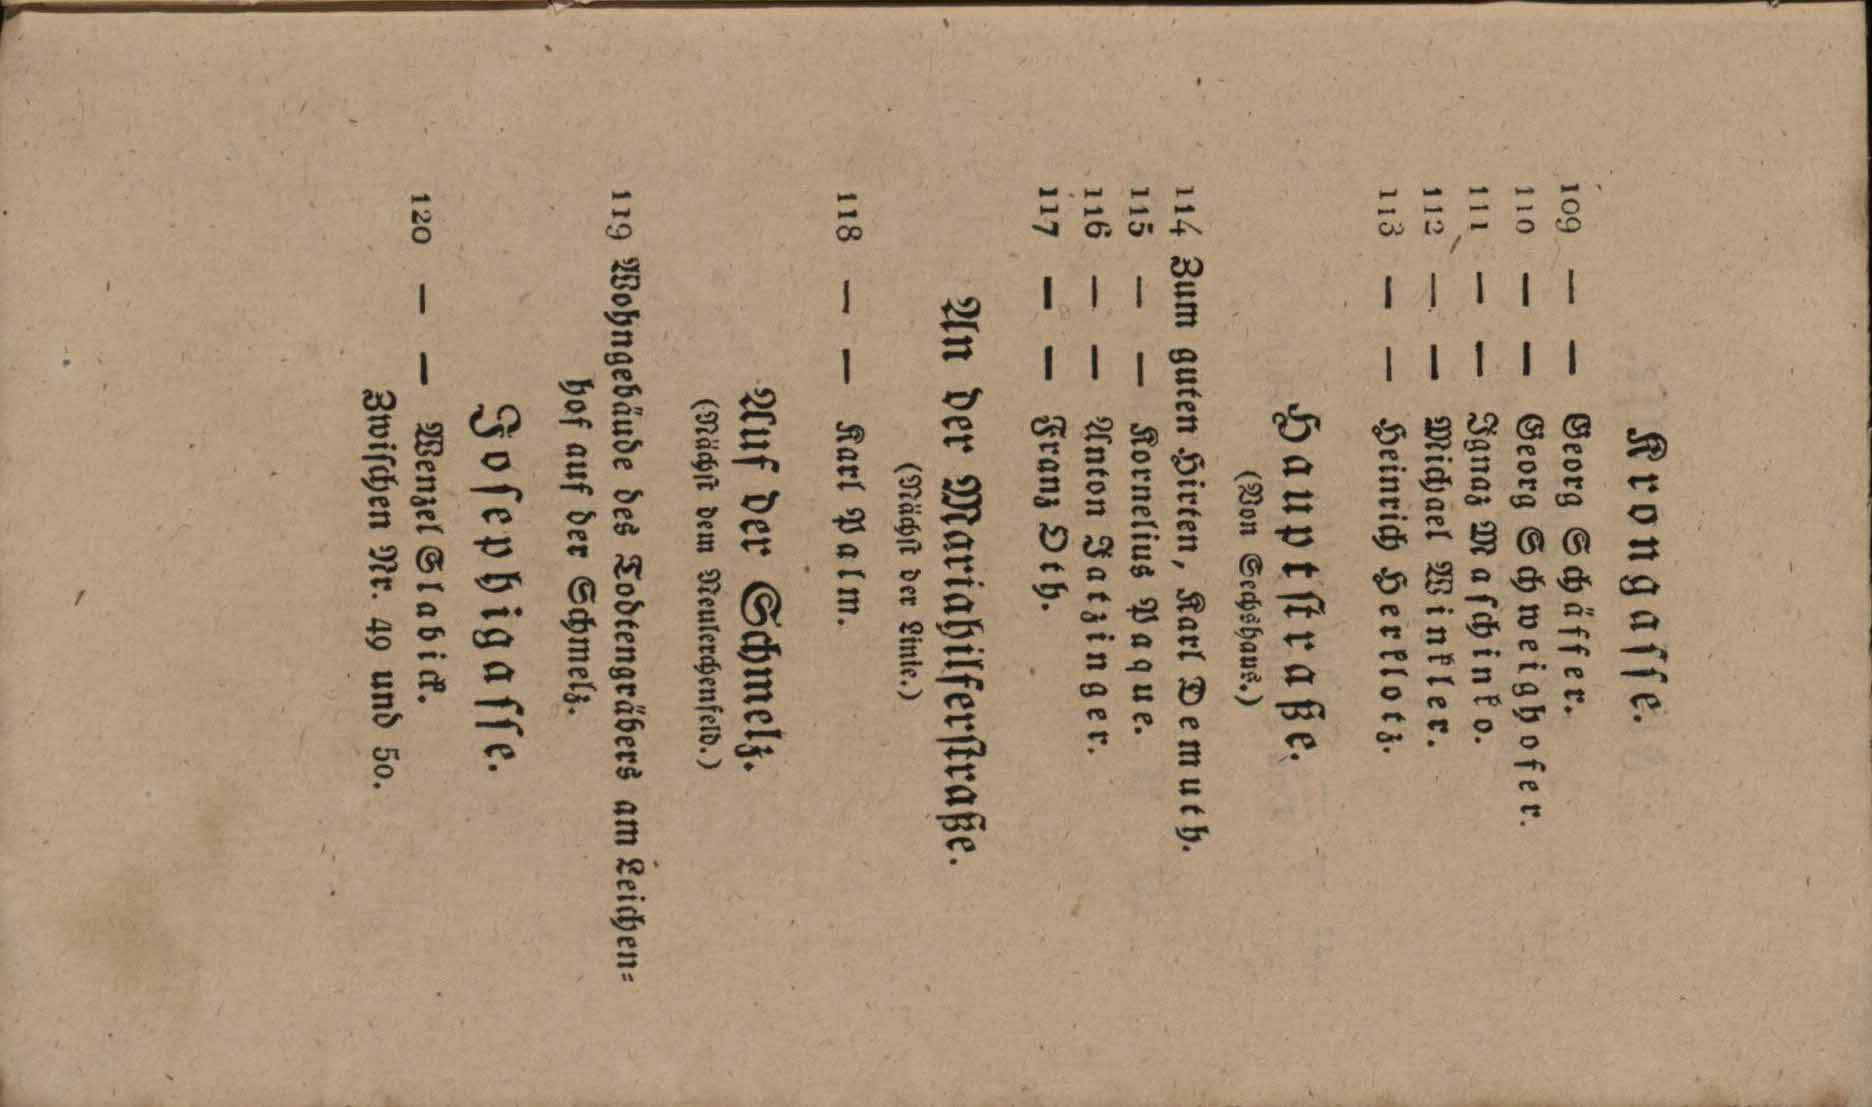 Krongasse.
109 — — Georg Schäffer.
110 — — Georg Schweighofer.
111 — — Ignaz Maschinko.
112 — — Michael Winkler.
113 — — Heinrich Herklotz.
Hauptstraße.
(Von Sechshaus.)
114 Zum guten Hirten, Karl Demuth.
115 — — Kornelius Paque.
116 — — Anton Jatzinger.
117 — — Franz Oth.
An der Mariahilferstraße.
(Nächst der Linie.)
118 — — Karl Palm.
Auf der Schmelz.
(Nächst dem Neulerchenfeld.)
119 Wohngebäude des Todtengräbers am Leichen-
hof auf der Schmelz.
Josephigasse.
120 — — Wenzel Slabick.
Zwischen Nr. 49 und 50.